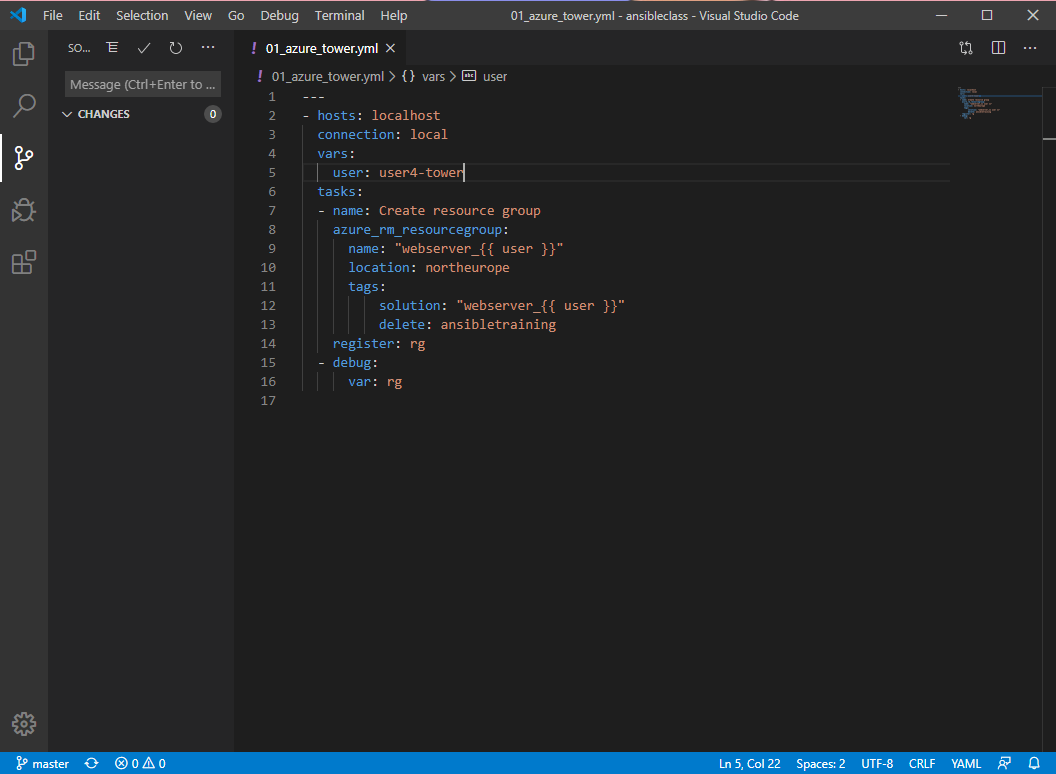 File Edit Selection View Go Debug Terminal Help 01_azure_tower.yml - ansibleclass - Visual Studio Code
SO... 
! 01_azure_tower.yml
! 01_azure_tower.yml > {} vars > abc user
Message (Ctrl+Enter to ...
CHANGES 0
1 ---
2 - hosts: localhost
3   connection: local
4   vars:
5     user: user4-tower
6   tasks:
7   - name: Create resource group
8     azure_rm_resourcegroup:
9       name: "webserver_{{ user }}"
10       location: northeurope
11       tags:
12           solution: "webserver_{{ user }}"
13           delete: ansibletraining
14     register: rg
15   - debug:
16       var: rg
17
master 0 0 Ln 5, Col 22 Spaces: 2 UTF-8 CRLF YAML